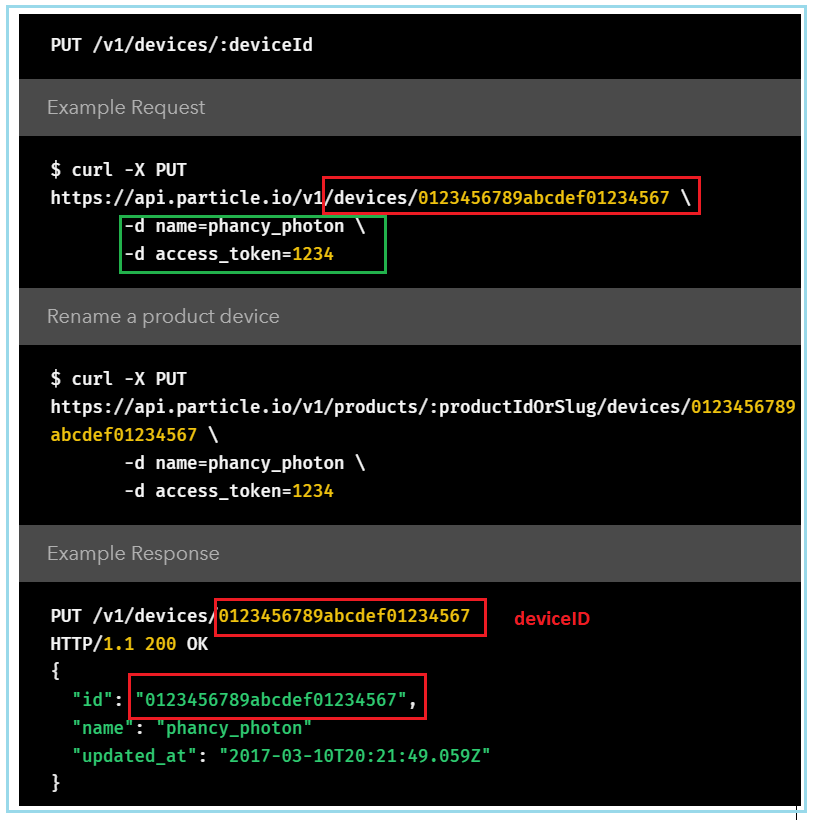 PUT /v1/devices/:deviceId
Example Request
$ curl -X PUT
https://api.particle.io/v1/devices/0123456789abcdef01234567 \
-d name=phancy_photon \
-d access_token=1234
Rename a product device
$ curl -X PUT
https://api.particle.io/v1/products/:productIdOrSlug/devices/0123456789
abcdef01234567 \
-d name=phancy_photon \
-d access_token=1234
Example Response
PUT /v1/devices/0123456789abcdef01234567 deviceID
HTTP/1.1 200 OK
{
"id": "0123456789abcdef01234567",
"name": "phancy_photon"
"updated_at": "2017-03-10T20:21:49.059Z"
}